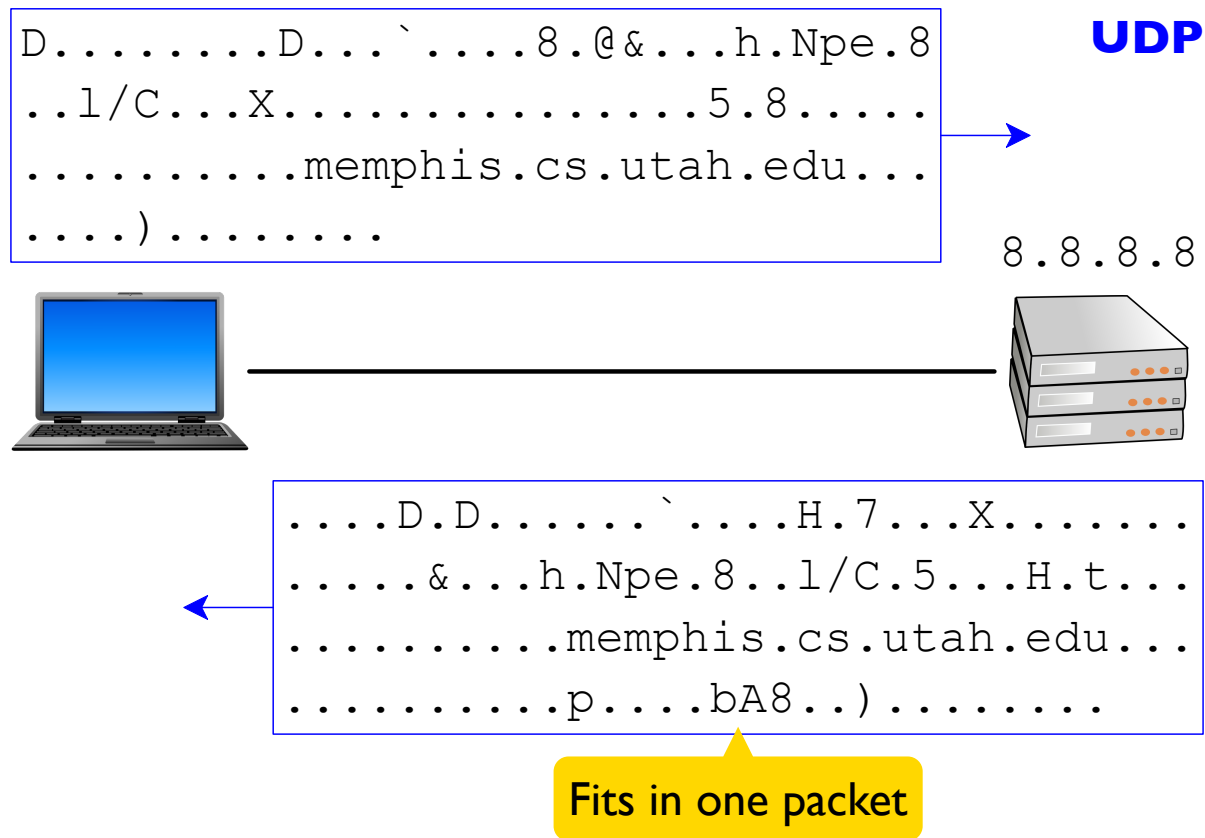 D........D...`....8.@&...h.Npe.8
UDP
..l/C...X...............5.8.....
..........memphis.cs.utah.edu...
....)........
8.8.8.8
....D.D......`....H.7...X.......
.....&...h.Npe.8..l/C.5...H.t...
..........memphis.cs.utah.edu...
..........p....bA8..)........
Fits in one packet